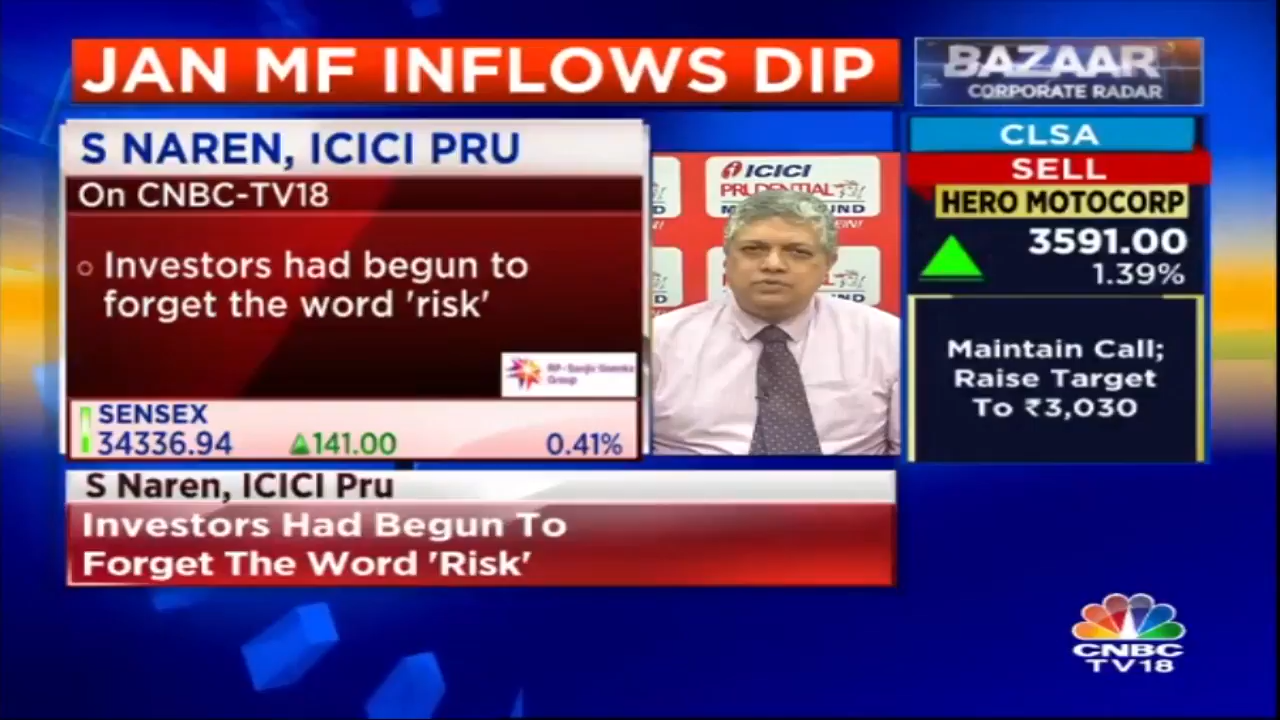 JAN MF INFLOWS DIP
BAZAAR
CORPORATE RADAR
S NAREN, ICICI PRU
On CNBC-TV18
Investors had begun to
forget the word 'risk'
Group
SENSEX
34336.94 141.00 0.41%
ICICI
PRUDENTIAL
CLSA
SELL
HERO MOTOCORP
3591.00
1.39%
Maintain Call;
Raise Target
To ₹3,030
S Naren, ICICI Pru
Investors Had Begun To
Forget The Word 'Risk'
CNBC
TV18